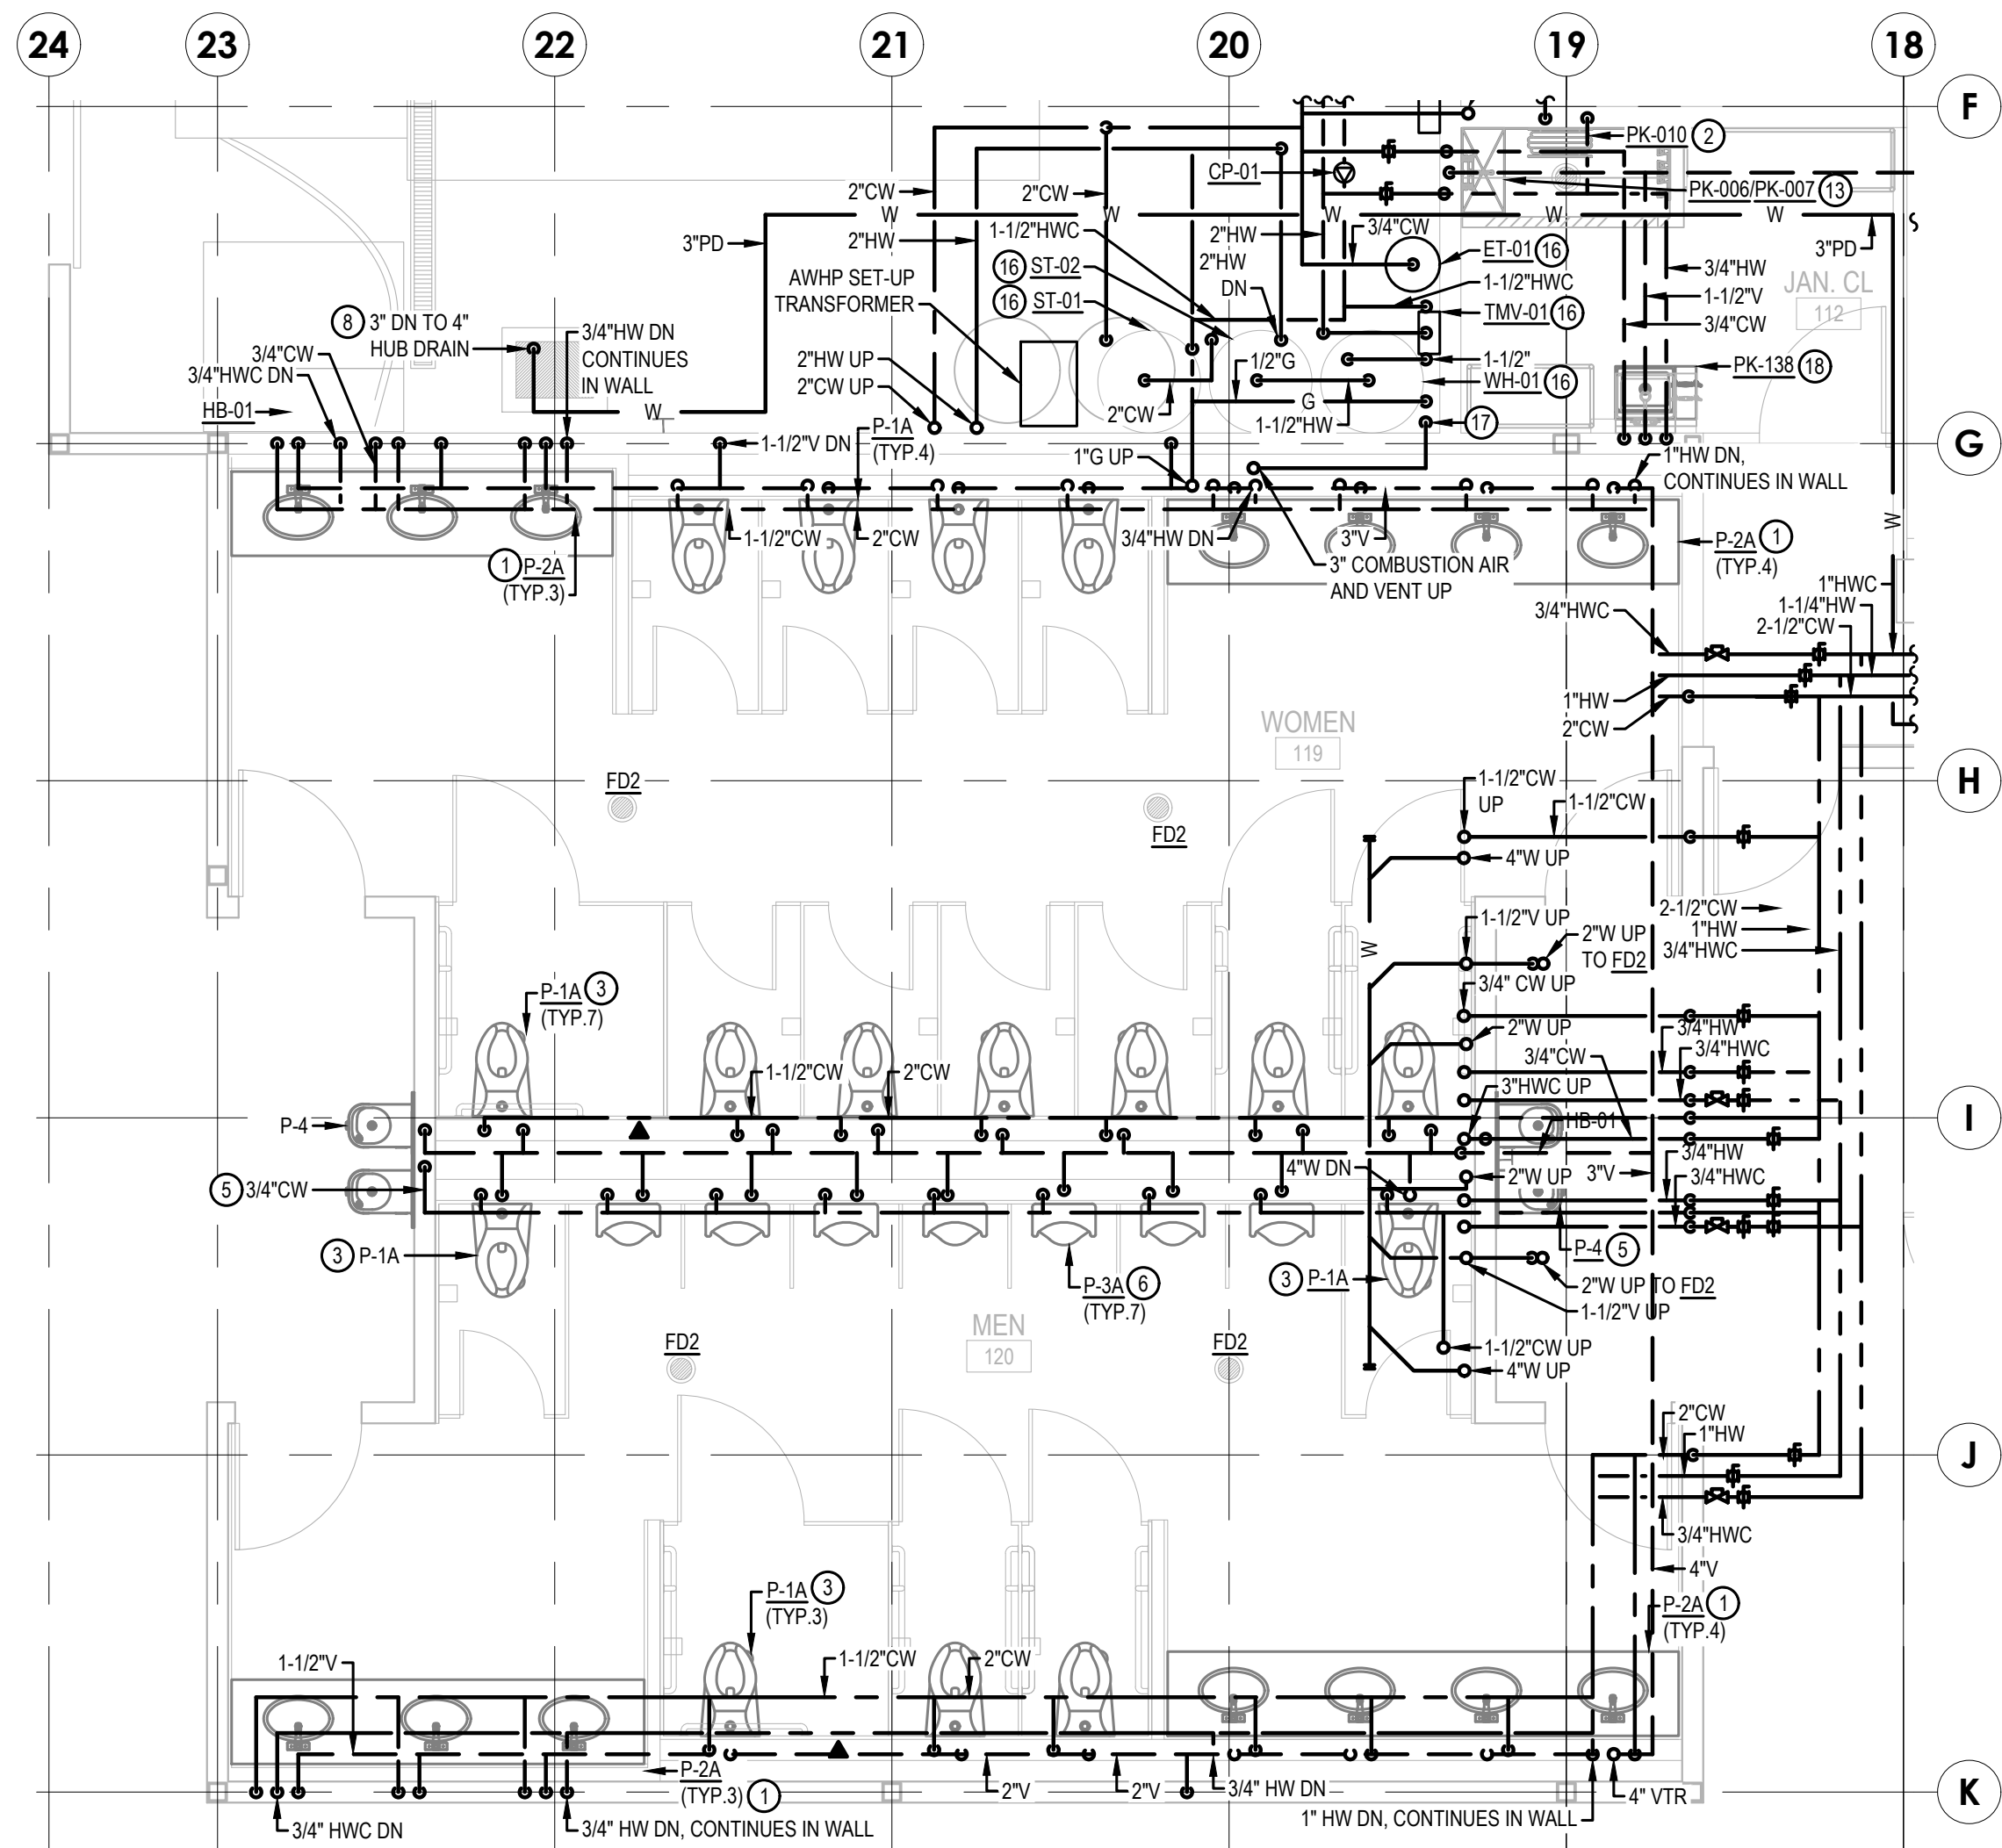 24
23
22
21
20
19
18
F
PK-010 2
CP-01
2"CW
2"CW
PK-006/PK-007 13
W
W
W
W
W
3"PD
2"HW
1-1/2"HWC
2"HW
3/4"CW
3"PD
2"HW
DN
ET-01 16
16 ST-02
3/4"HW
AWHP SET-UP
TRANSFORMER
16 ST-01
1-1/2"HWC
1-1/2"V
JAN. CL
112
TMV-01 16
3/4"CW
8 3" DN TO 4"
HUB DRAIN
3/4"HW DN
CONTINUES
IN WALL
3/4"CW
3/4"HWC DN
2"HW UP
2"CW UP
1/2"G
1-1/2"
PK-138 18
WH-01 16
HB-01
W
2"CW
G
1-1/2"HW
17
P-1A
(TYP.4)
1-1/2"V DN
G
1"G UP
1"HW DN,
CONTINUES IN WALL
1-1/2"CW
2"CW
3/4"HW DN
3"V
W
P-2A 1
(TYP.4)
1 P-2A
(TYP.3)
3" COMBUSTION AIR
AND VENT UP
1"HWC
1-1/4"HW
2-1/2"CW
3/4"HWC
1"HW
2"CW
WOMEN
119
FD2
H
1-1/2"CW
UP
1-1/2"CW
FD2
4"W UP
2-1/2"CW
1"HW
3/4"HWC
1-1/2"V UP
2"W UP
TO FD2
W
3/4" CW UP
P-1A 3
(TYP.7)
2"W UP
3/4"HW
3/4"HWC
3/4"CW
1-1/2"CW
2"CW
3"HWC UP
P-4
HB-01
I
3/4"HW
4"W DN
2"W UP
3"V
3/4"HWC
5 3/4"CW
3 P-1A
P-4 5
P-3A 6
(TYP.7)
3 P-1A
2"W UP TO FD2
1-1/2"V UP
MEN
120
FD2
FD2
1-1/2"CW UP
4"W UP
2"CW
1"HW
J
3/4"HWC
4"V
P-1A 3
(TYP.3)
P-2A 1
(TYP.4)
1-1/2"V
1-1/2"CW
2"CW
P-2A
(TYP.3) 1
2"V
2"V
3/4" HW DN
4" VTR
K
3/4" HWC DN
3/4" HW DN, CONTINUES IN WALL
1" HW DN, CONTINUES IN WALL